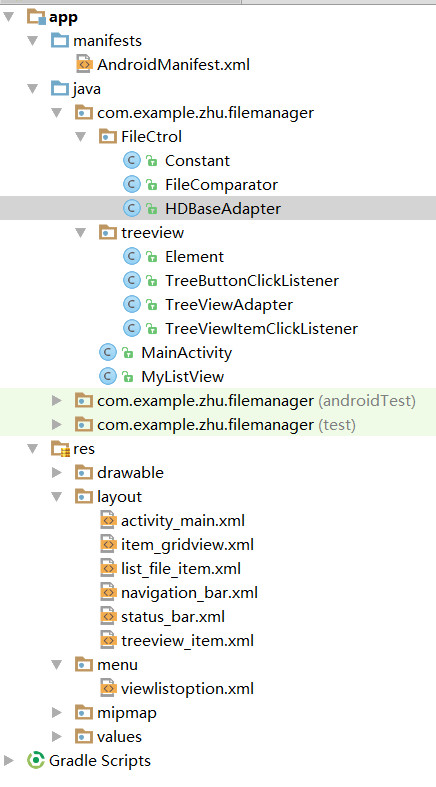 app
manifests
AndroidManifest.xml
java
com.example.zhu.filemanager
FileCtrol
C Constant
C FileComparator
C HDBaseAdapter
treeview
C Element
C TreeButtonClickListener
C TreeViewAdapter
C TreeViewItemClickListener
C MainActivity
C MyListView
com.example.zhu.filemanager (androidTest)
com.example.zhu.filemanager (test)
res
drawable
layout
activity_main.xml
item_gridview.xml
list_file_item.xml
navigation_bar.xml
status_bar.xml
treeview_item.xml
menu
viewlistoption.xml
mipmap
values
Gradle Scripts